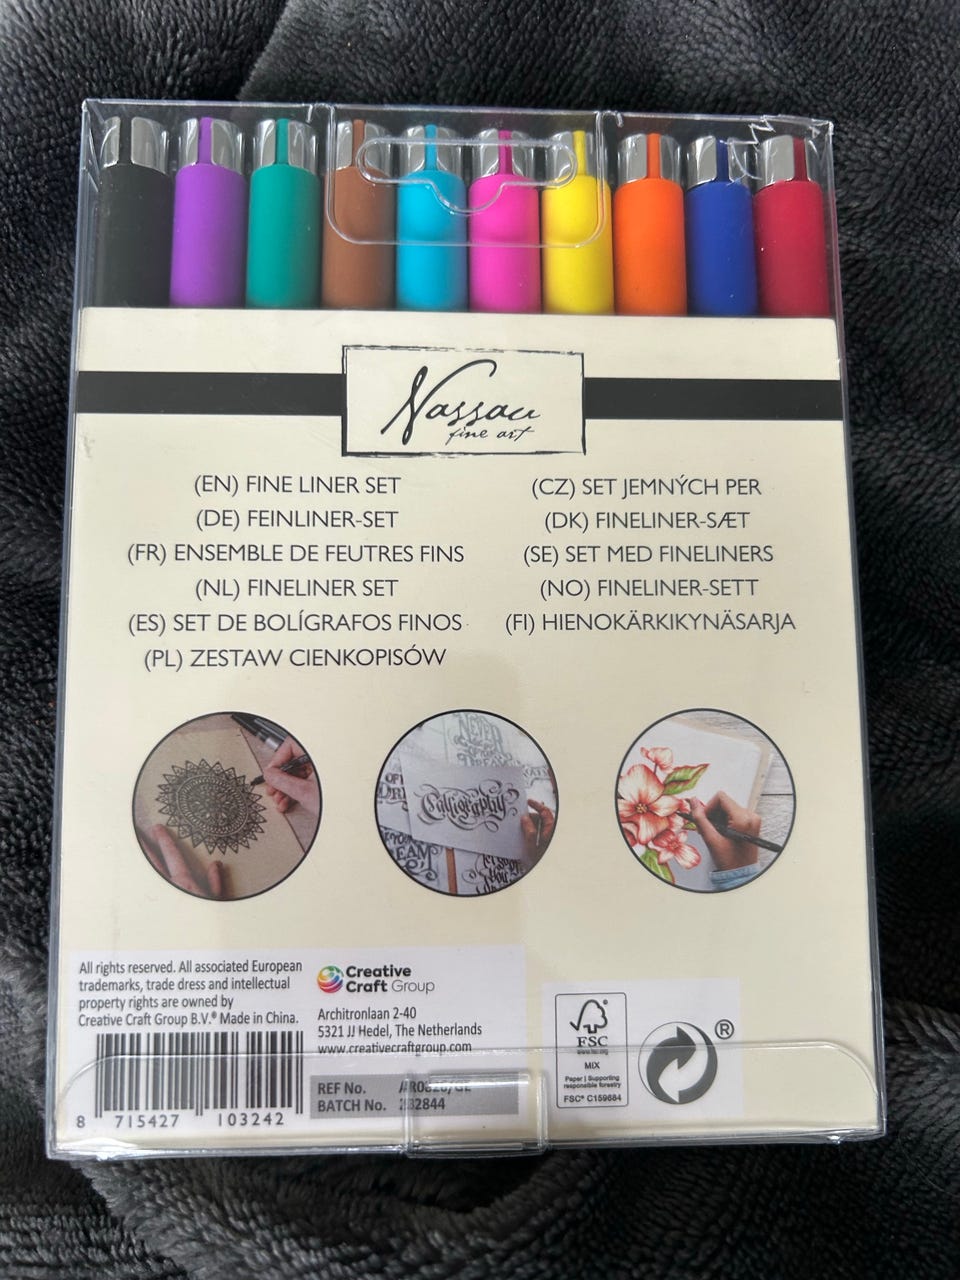 Nassau
fine art
(EN) FINE LINER SET
(DE) FEINLINER-SET
(FR) ENSEMBLE DE FEUTRES FINS
(NL) FINELINER SET
(ES) SET DE BOLÍGRAFOS FINOS
(PL) ZESTAW CIENKOPISÓW
(CZ) SET JEMNÝCH PER
(DK) FINELINER-SÆT
(SE) SET MED FINELINERS
(NO) FINELINER-SETT
(FI) HIENOKÄRKIKYNÄSARJA
NEVER
Calligraphy
All rights reserved. All associated European
trademarks, trade dress and intellectual
property rights are owned by
Creative Craft Group B.V.® Made in China.
8 715427 103242
Creative
Craft Group
Architronlaan 2-40
5321 JJ Hedel, The Netherlands
www.creativecraftgroup.com
REF No.
BATCH No.
®
FSC
www.fsc.org
MIX
Paper | Supporting
responsible forestry
FSC® C159684
®